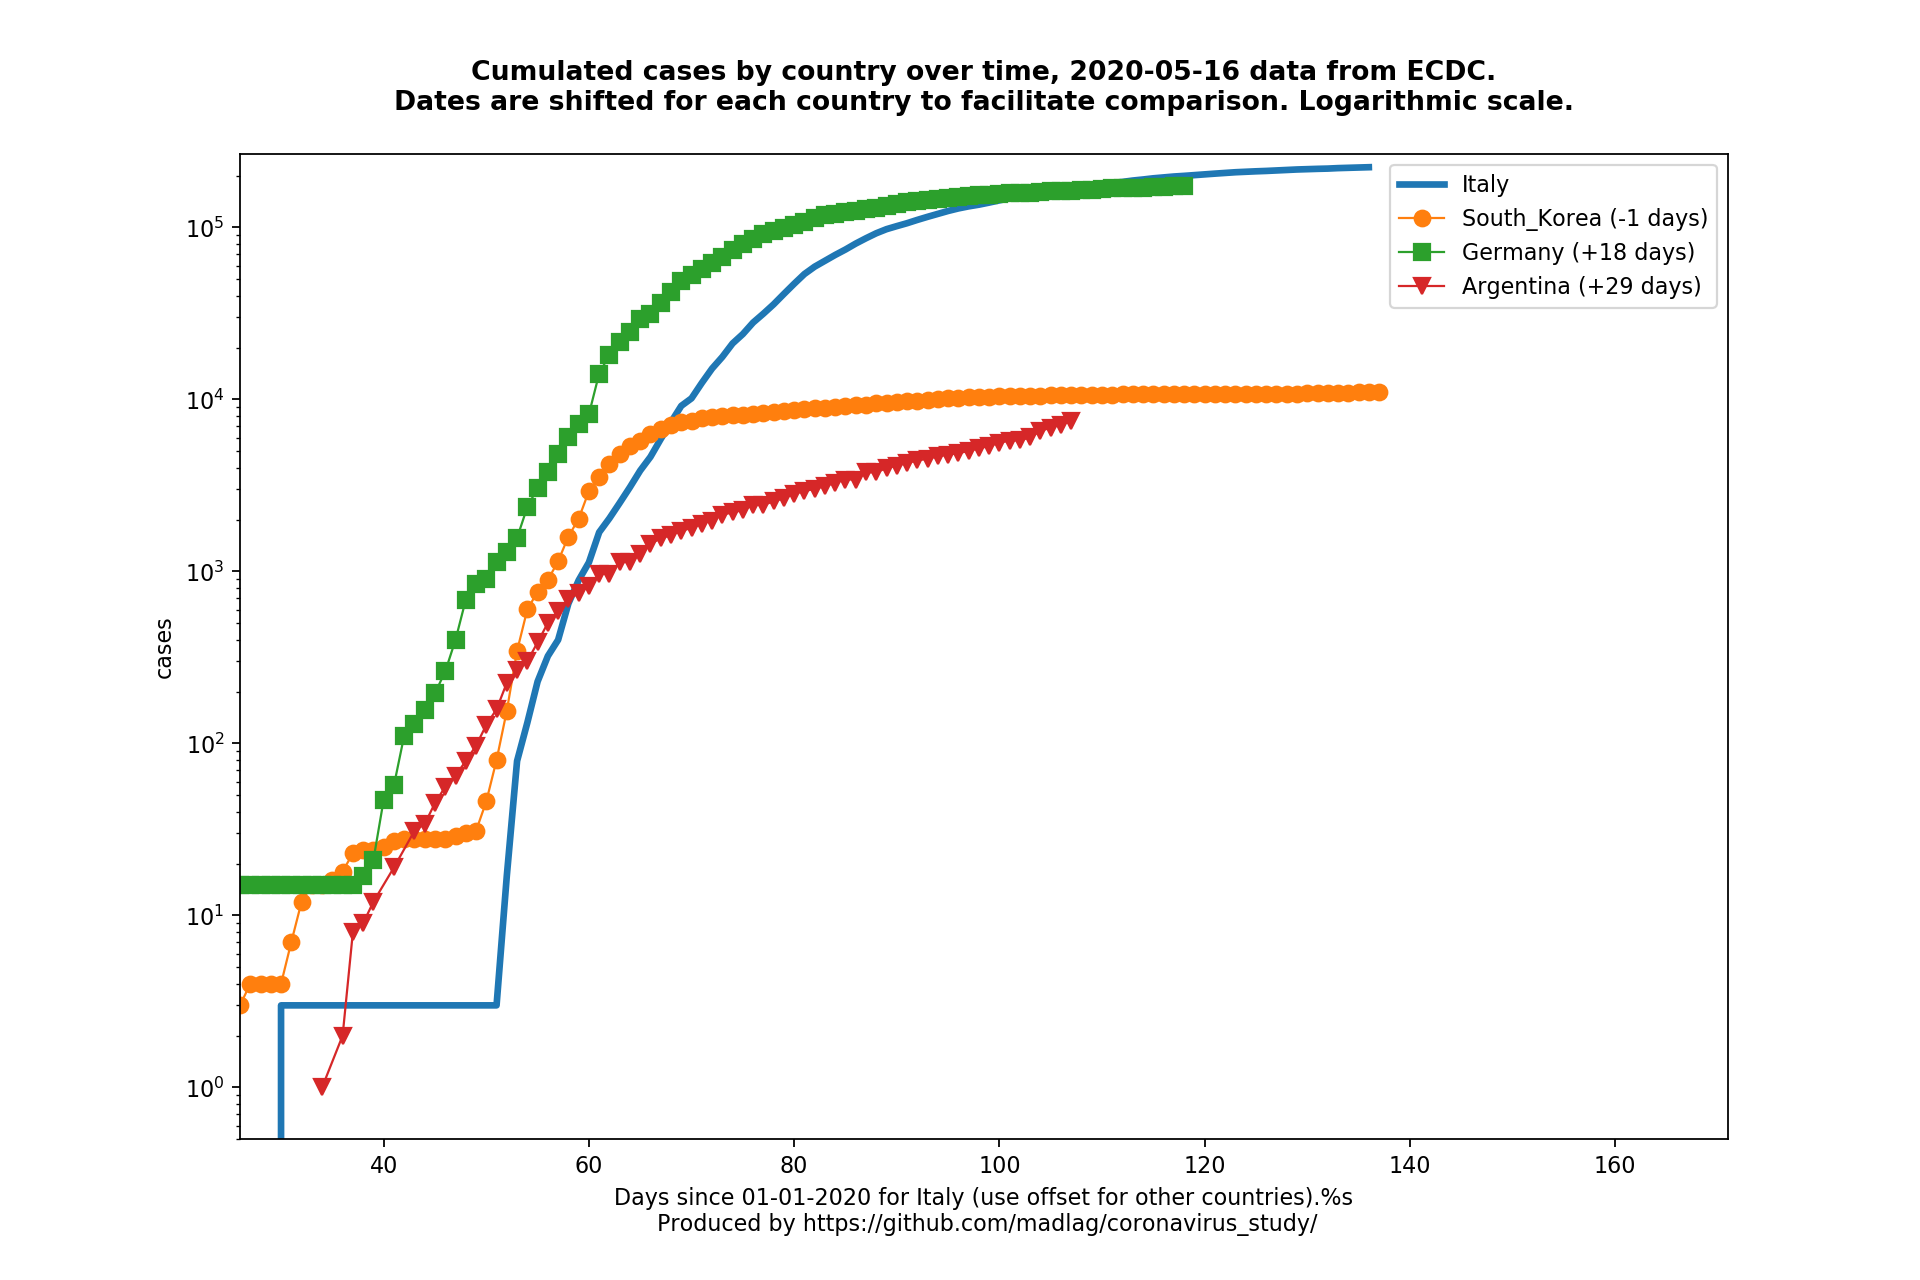 Cumulated cases by country over time, 2020-05-16 data from ECDC.
Dates are shifted for each country to facilitate comparison. Logarithmic scale.
Italy
South_Korea (-1 days)
Germany (+18 days)
Argentina (+29 days)
10^5
10^4
10^3
10^2
10^1
10^0
cases
40 60 80 100 120 140 160
Days since 01-01-2020 for Italy (use offset for other countries).%s
Produced by https://github.com/madlag/coronavirus_study/